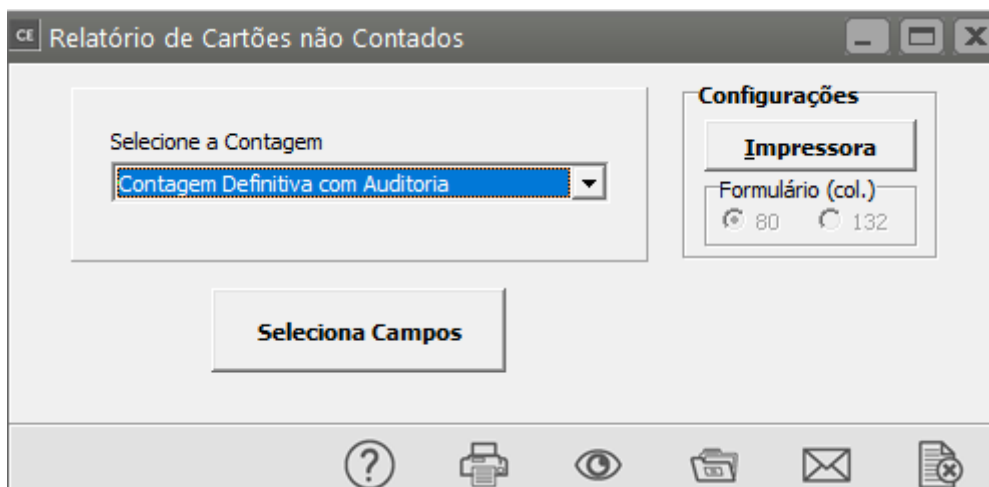 CE Relatório de Cartões não Contados
Selecione a Contagem
Contagem Definitiva com Auditoria
Configurações
Impressora
Formulário (col.)
80 132
Seleciona Campos
?